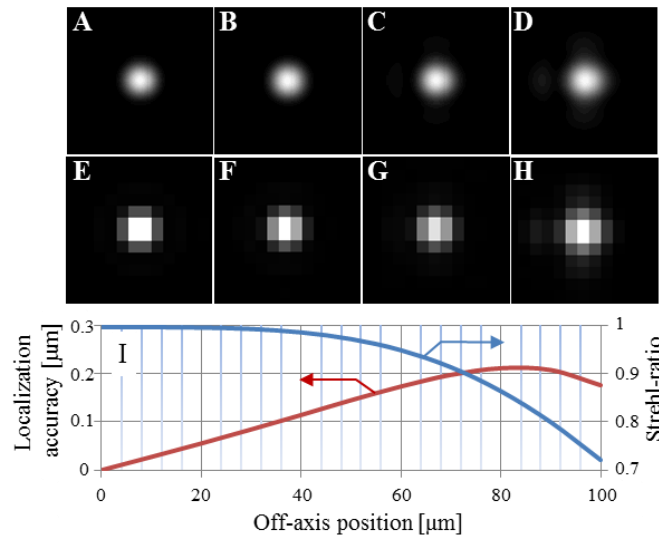 A B C D
E F G H
I
Localization
accuracy [µm]
0.3
0.2
0.1
0
1
0.9
0.8
0.7
Strehl-ratio
0 20 40 60 80 100
Off-axis position [µm]